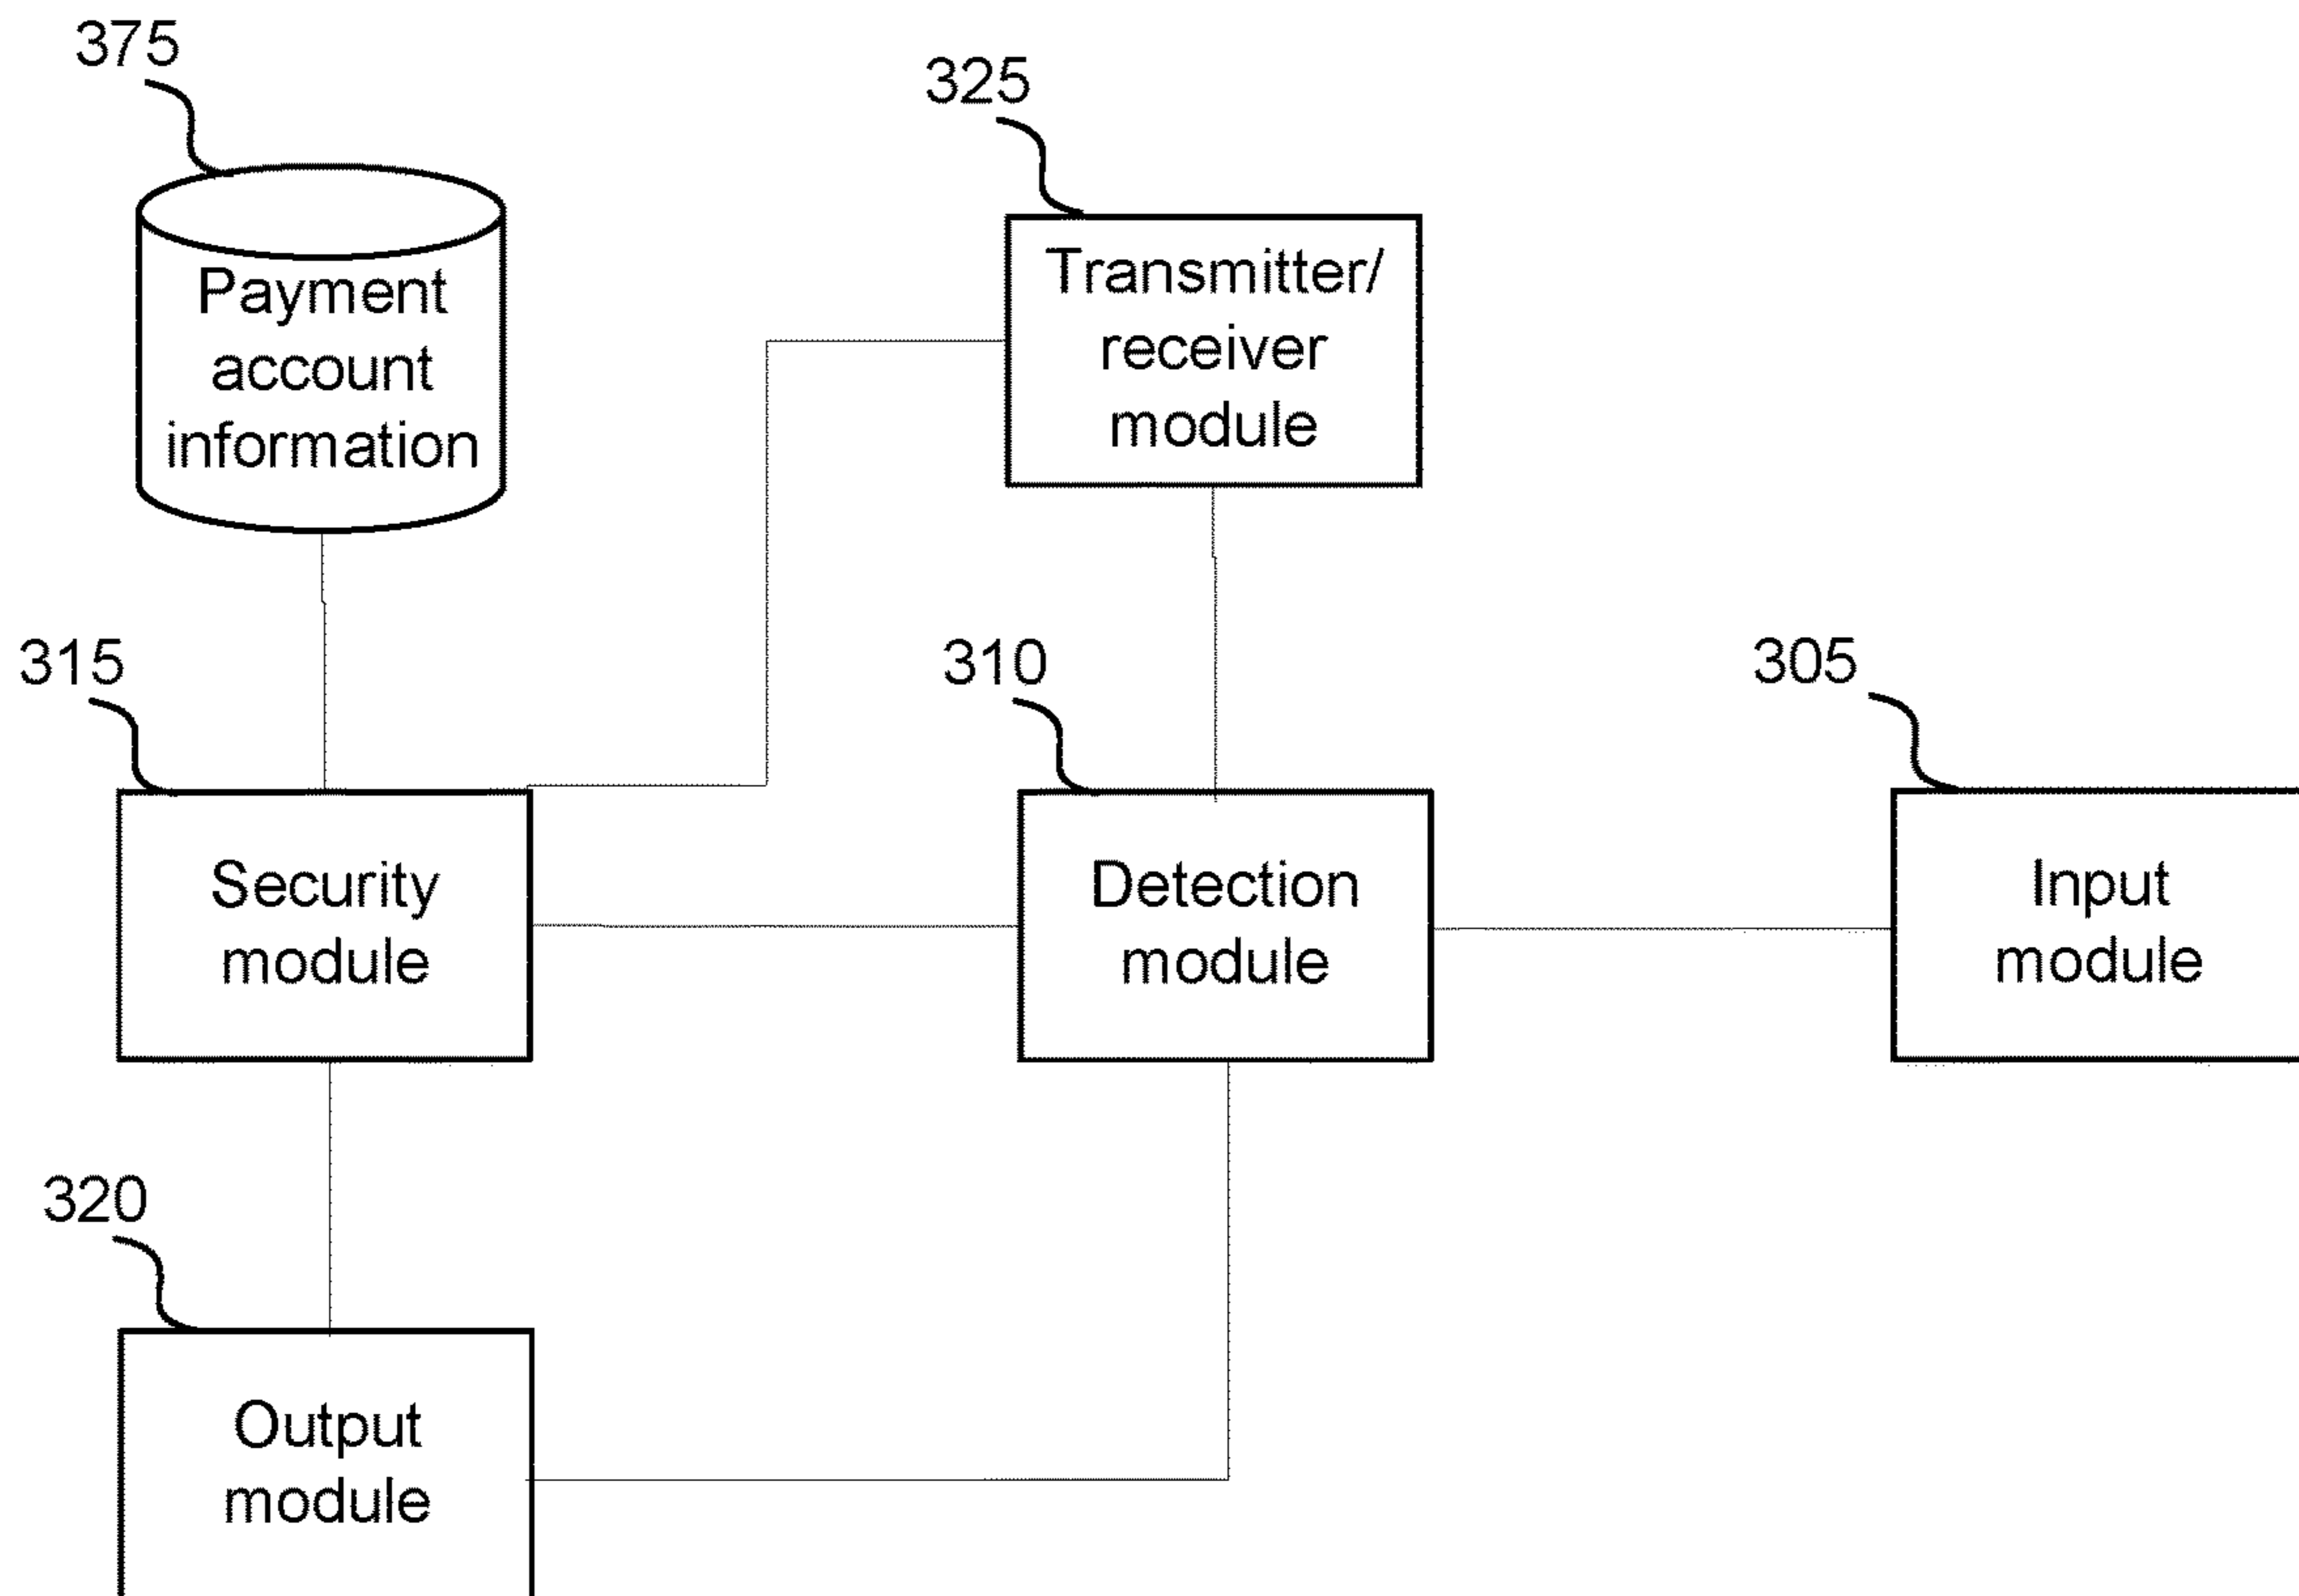 375
325
Payment
account
information
Transmitter/
receiver
module
315
310
305
Security
module
Detection
module
Input
module
320
Output
module